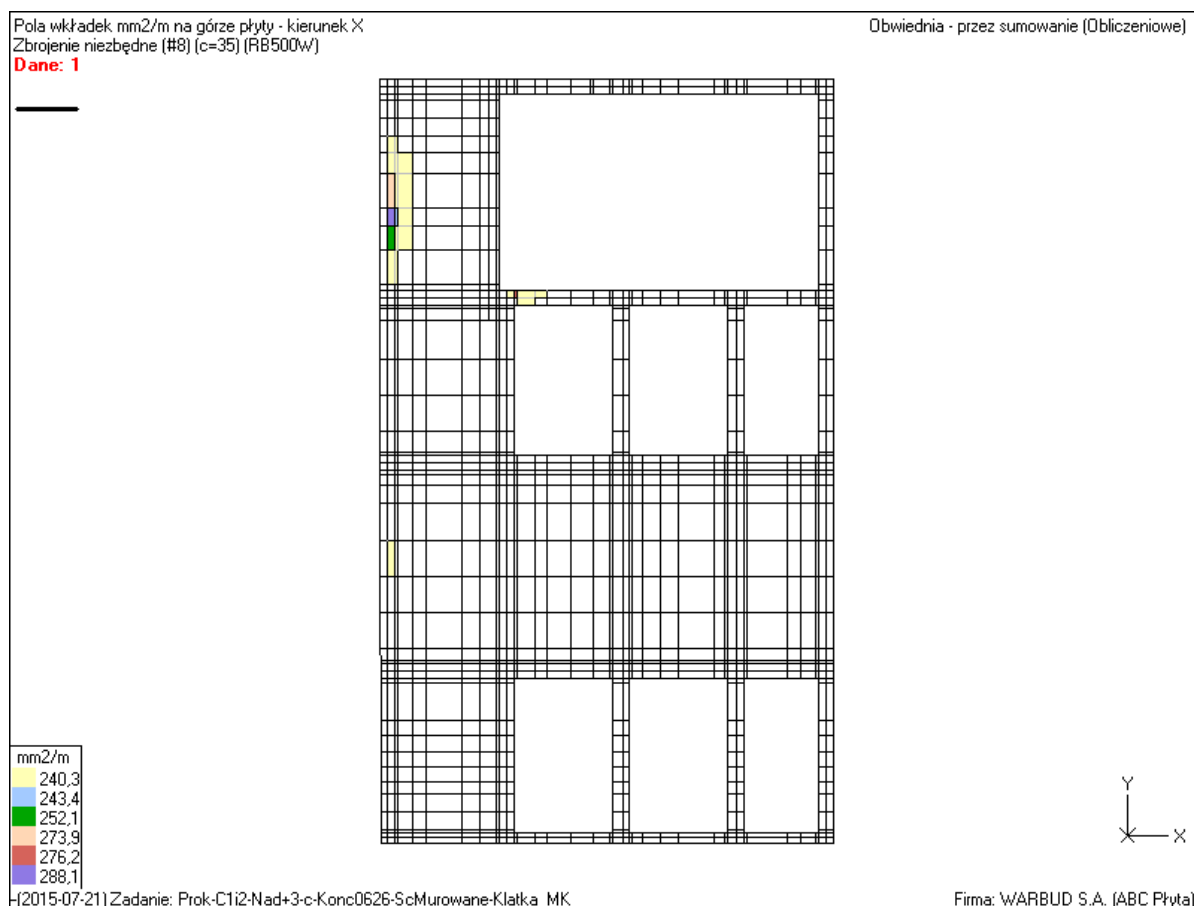 Pola wkładek mm2/m na górze płyty - kierunek X
Obwiednia - przez sumowanie (Obliczeniowe)
Zbrojenie niezbędne (#8) (c=35) (RB500W)
Dane: 1
mm2/m
240,3
243,4
252,1
273,9
276,2
288,1
Y
X
(2015-07-21) Zadanie: Prok-C1i2-Nad+3-c-Konc0626-ScMurowane-Klatka_MK
Firma: WARBUD S.A. (ABC Płyta)